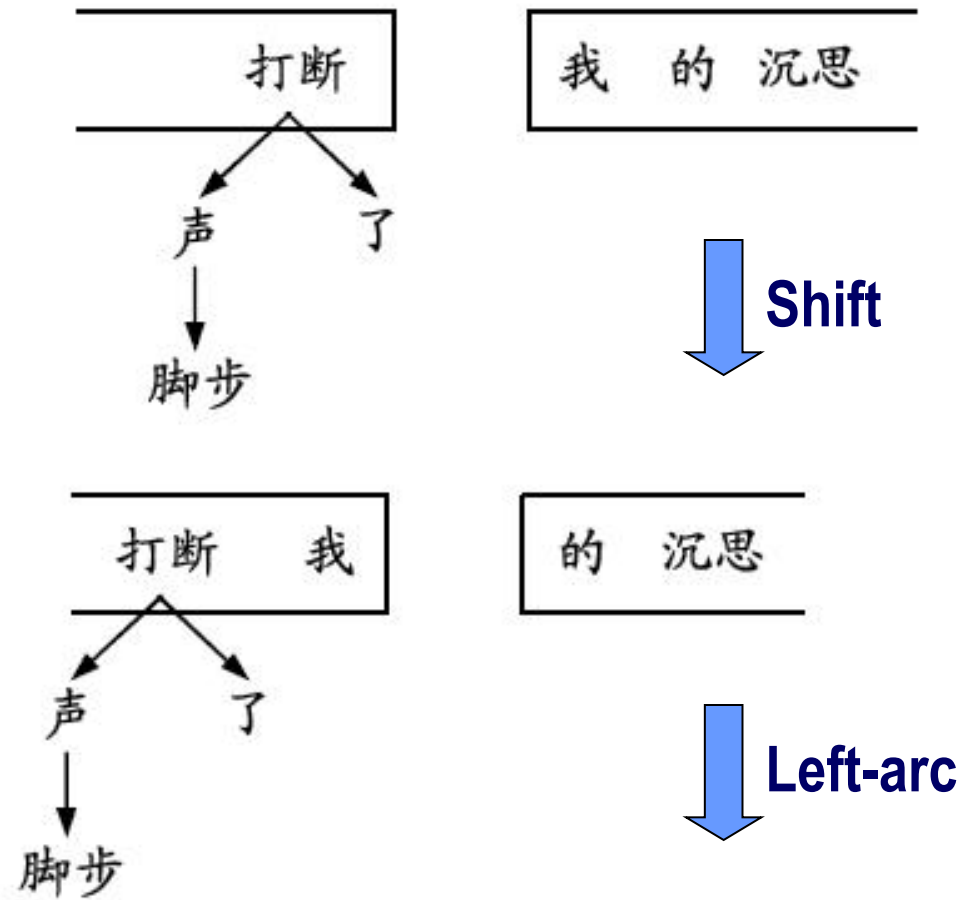 打断 我 的 沉思
声 了
Shift
脚步
打断 我 的 沉思
声 了
Left-arc
脚步